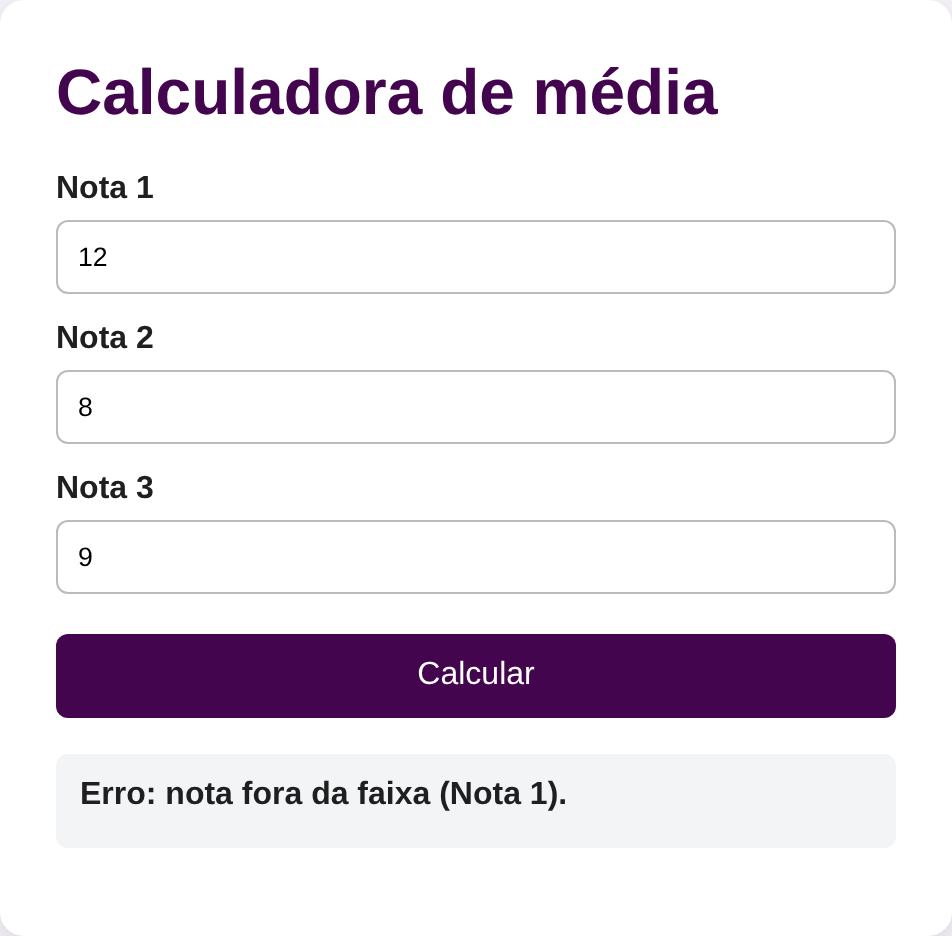 Calculadora de média
Nota 1
12
Nota 2
8
Nota 3
9
Calcular
Erro: nota fora da faixa (Nota 1).